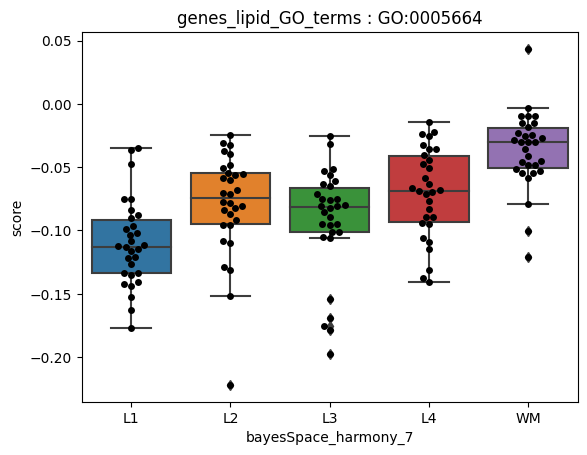 genes_lipid_GO_terms : GO:0005664
0.05
0.00
−0.05
−0.10
−0.15
−0.20
score
L1 L2 L3 L4 WM
bayesSpace_harmony_7